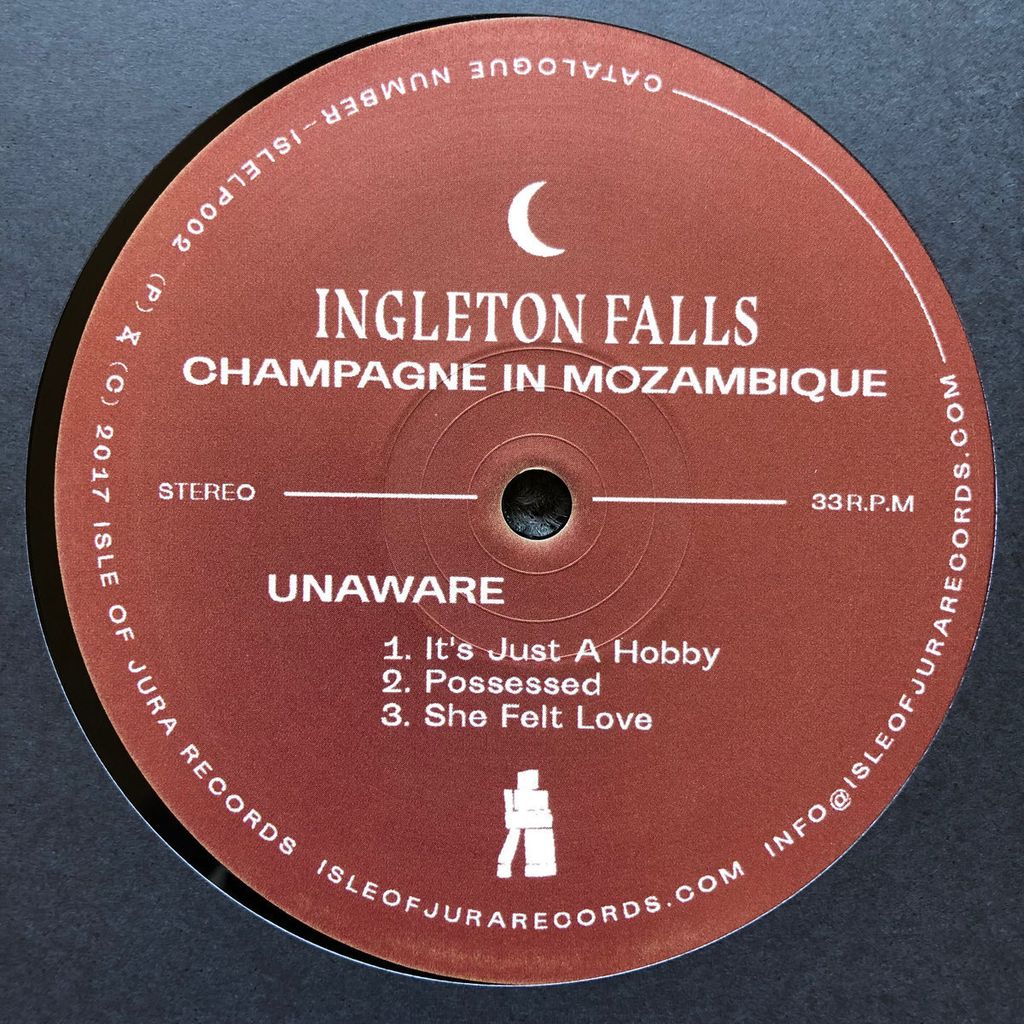 INGLETON FALLS
CHAMPAGNE IN MOZAMBIQUE
STEREO
33 R.P.M
UNAWARE
1. It's Just A Hobby
2. Possessed
3. She Felt Love
CATALOGUE NUMBER-ISLELP002 (P) & (C) 2017 ISLE OF JURA RECORDS ISLEOFJURARECORDS.COM INFO@ISLEOFJURARECORDS.COM